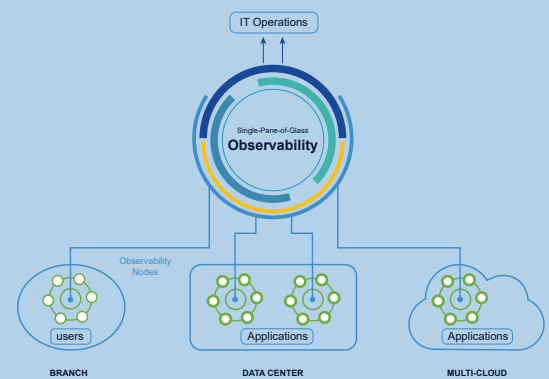 IT Operations
Single-Pane-of-Glass
Observability
Observability
Nodes
users
Applications
Applications
BRANCH
DATA CENTER
MULTI-CLOUD